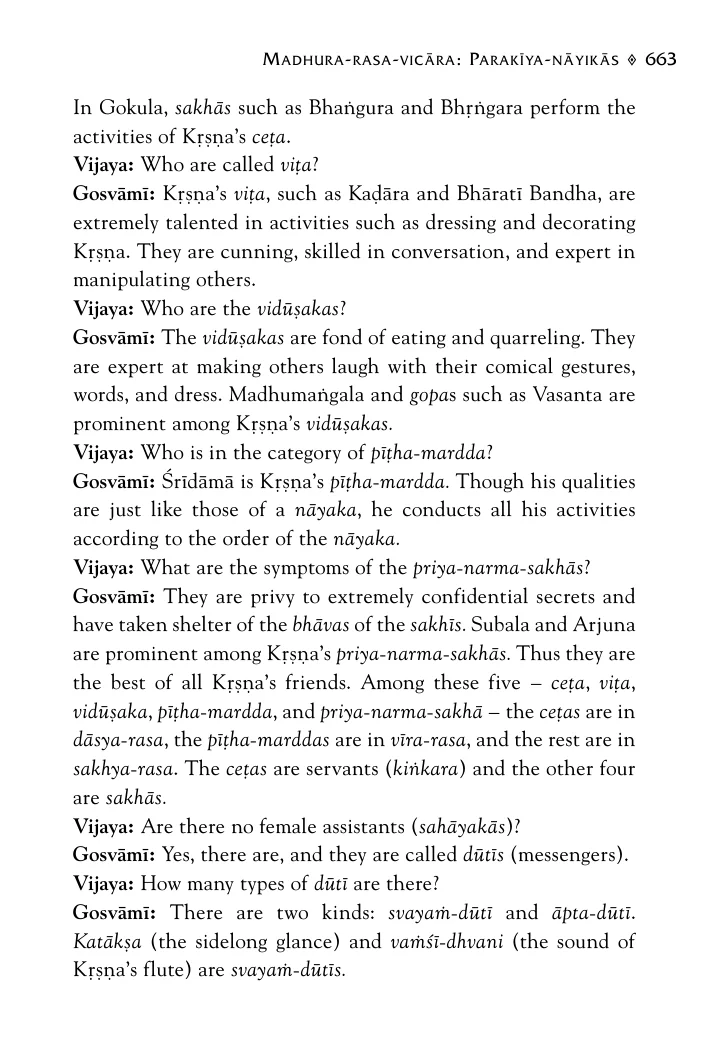 MADHURA-RASA-VICĀRA: PARAKĪYA-NĀYIKĀS ◊ 663
In Gokula, sakhās such as Bhaṅgura and Bhṛṅgara perform the
activities of Kṛṣṇa’s ceṭa.
Vijaya: Who are called viṭa?
Gosvāmī: Kṛṣṇa’s viṭa, such as Kaḍāra and Bhāratī Bandha, are
extremely talented in activities such as dressing and decorating
Kṛṣṇa. They are cunning, skilled in conversation, and expert in
manipulating others.
Vijaya: Who are the vidūṣakas?
Gosvāmī: The vidūṣakas are fond of eating and quarreling. They
are expert at making others laugh with their comical gestures,
words, and dress. Madhumaṅgala and gopas such as Vasanta are
prominent among Kṛṣṇa’s vidūṣakas.
Vijaya: Who is in the category of pīṭha-mardda?
Gosvāmī: Śrīdāmā is Kṛṣṇa’s pīṭha-mardda. Though his qualities
are just like those of a nāyaka, he conducts all his activities
according to the order of the nāyaka.
Vijaya: What are the symptoms of the priya-narma-sakhās?
Gosvāmī: They are privy to extremely confidential secrets and
have taken shelter of the bhāvas of the sakhīs. Subala and Arjuna
are prominent among Kṛṣṇa’s priya-narma-sakhās. Thus they are
the best of all Kṛṣṇa’s friends. Among these five – ceṭa, viṭa,
vidūṣaka, pīṭha-mardda, and priya-narma-sakhā – the ceṭas are in
dāsya-rasa, the pīṭha-marddas are in vīra-rasa, and the rest are in
sakhya-rasa. The ceṭas are servants (kiṅkara) and the other four
are sakhās.
Vijaya: Are there no female assistants (sahāyakās)?
Gosvāmī: Yes, there are, and they are called dūtīs (messengers).
Vijaya: How many types of dūtī are there?
Gosvāmī: There are two kinds: svayaṁ-dūtī and āpta-dūtī.
Katākṣa (the sidelong glance) and vaṁśī-dhvani (the sound of
Kṛṣṇa’s flute) are svayaṁ-dūtīs.